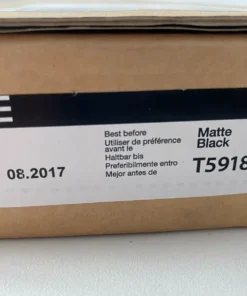 E
Best before
Utiliser de préférence
avant le
Haltbar bis
Preferibilmente entro
Mejor antes de
08.2017
Matte
Black
T5918